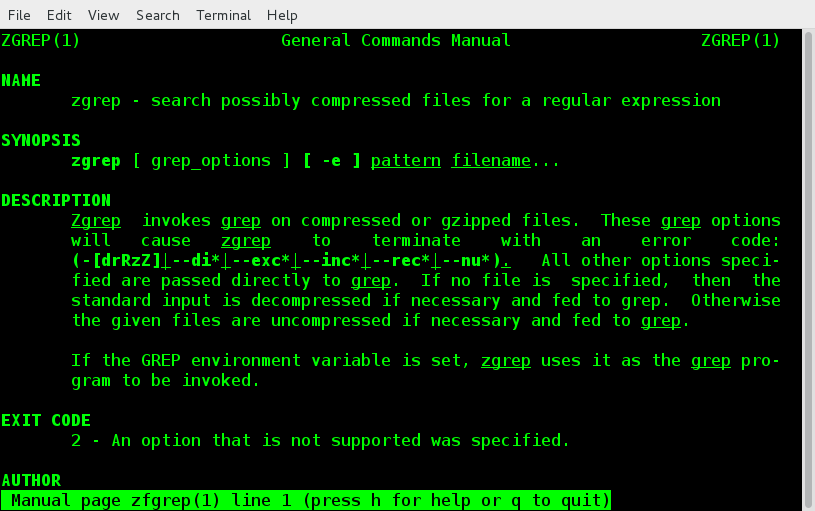 File Edit View Search Terminal Help
ZGREP(1) General Commands Manual ZGREP(1)
NAME
zgrep - search possibly compressed files for a regular expression
SYNOPSIS
zgrep [ grep_options ] [ -e ] pattern filename...
DESCRIPTION
Zgrep invokes grep on compressed or gzipped files. These grep options
will cause zgrep to terminate with an error code:
(-[drRzZ]|--di*|--exc*|--inc*|--rec*|--nu*). All other options speci-
fied are passed directly to grep. If no file is specified, then the
standard input is decompressed if necessary and fed to grep. Otherwise
the given files are uncompressed if necessary and fed to grep.
If the GREP environment variable is set, zgrep uses it as the grep pro-
gram to be invoked.
EXIT CODE
2 - An option that is not supported was specified.
AUTHOR
Manual page zfgrep(1) line 1 (press h for help or q to quit)